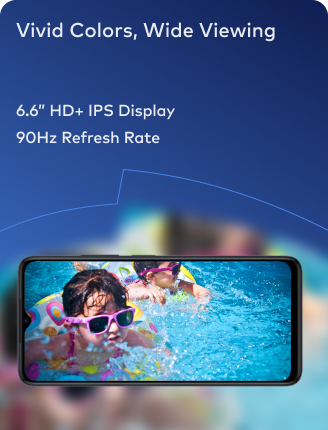 Vivid Colors, Wide Viewing
6.6” HD+ IPS Display
90Hz Refresh Rate